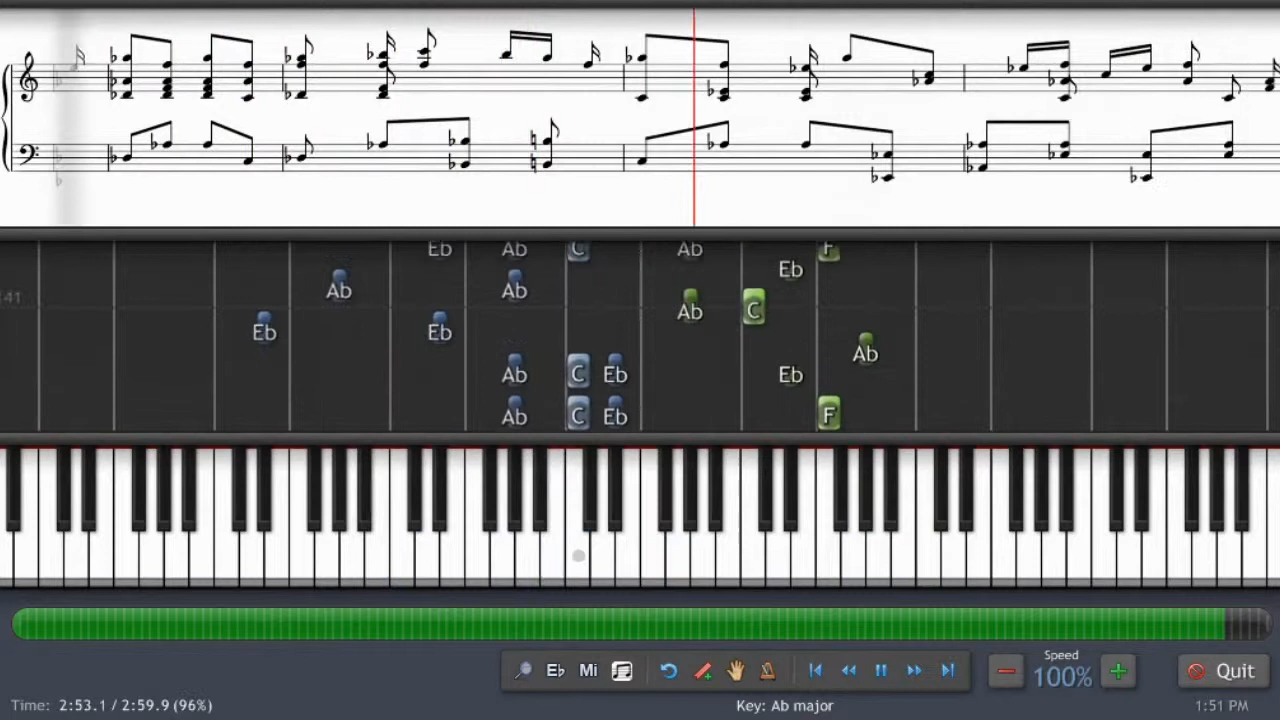 Eb Ab C Ab F
Eb
Ab Ab
41
Ab C
Eb Eb
Ab
Ab C Eb Eb
Ab C Eb F
Eb Mi
Speed
100%
Quit
Time: 2:53.1 / 2:59.9 (96%)
Key: Ab major
1:51 PM